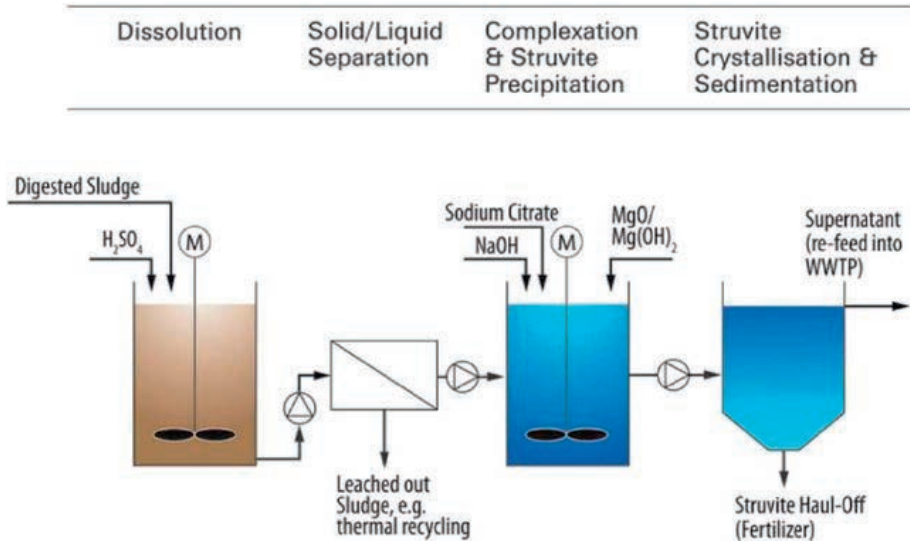 Dissolution
Solid/Liquid
Separation
Complexation
& Struvite
Precipitation
Struvite
Crystallisation &
Sedimentation
Digested Sludge
H₂SO₄
M
Sodium Citrate
NaOH
M
MgO/
Mg(OH)₂
Supernatant
(re-feed into
WWTP)
Leached out
Sludge, e.g.
thermal recycling
Struvite Haul-Off
(Fertilizer)